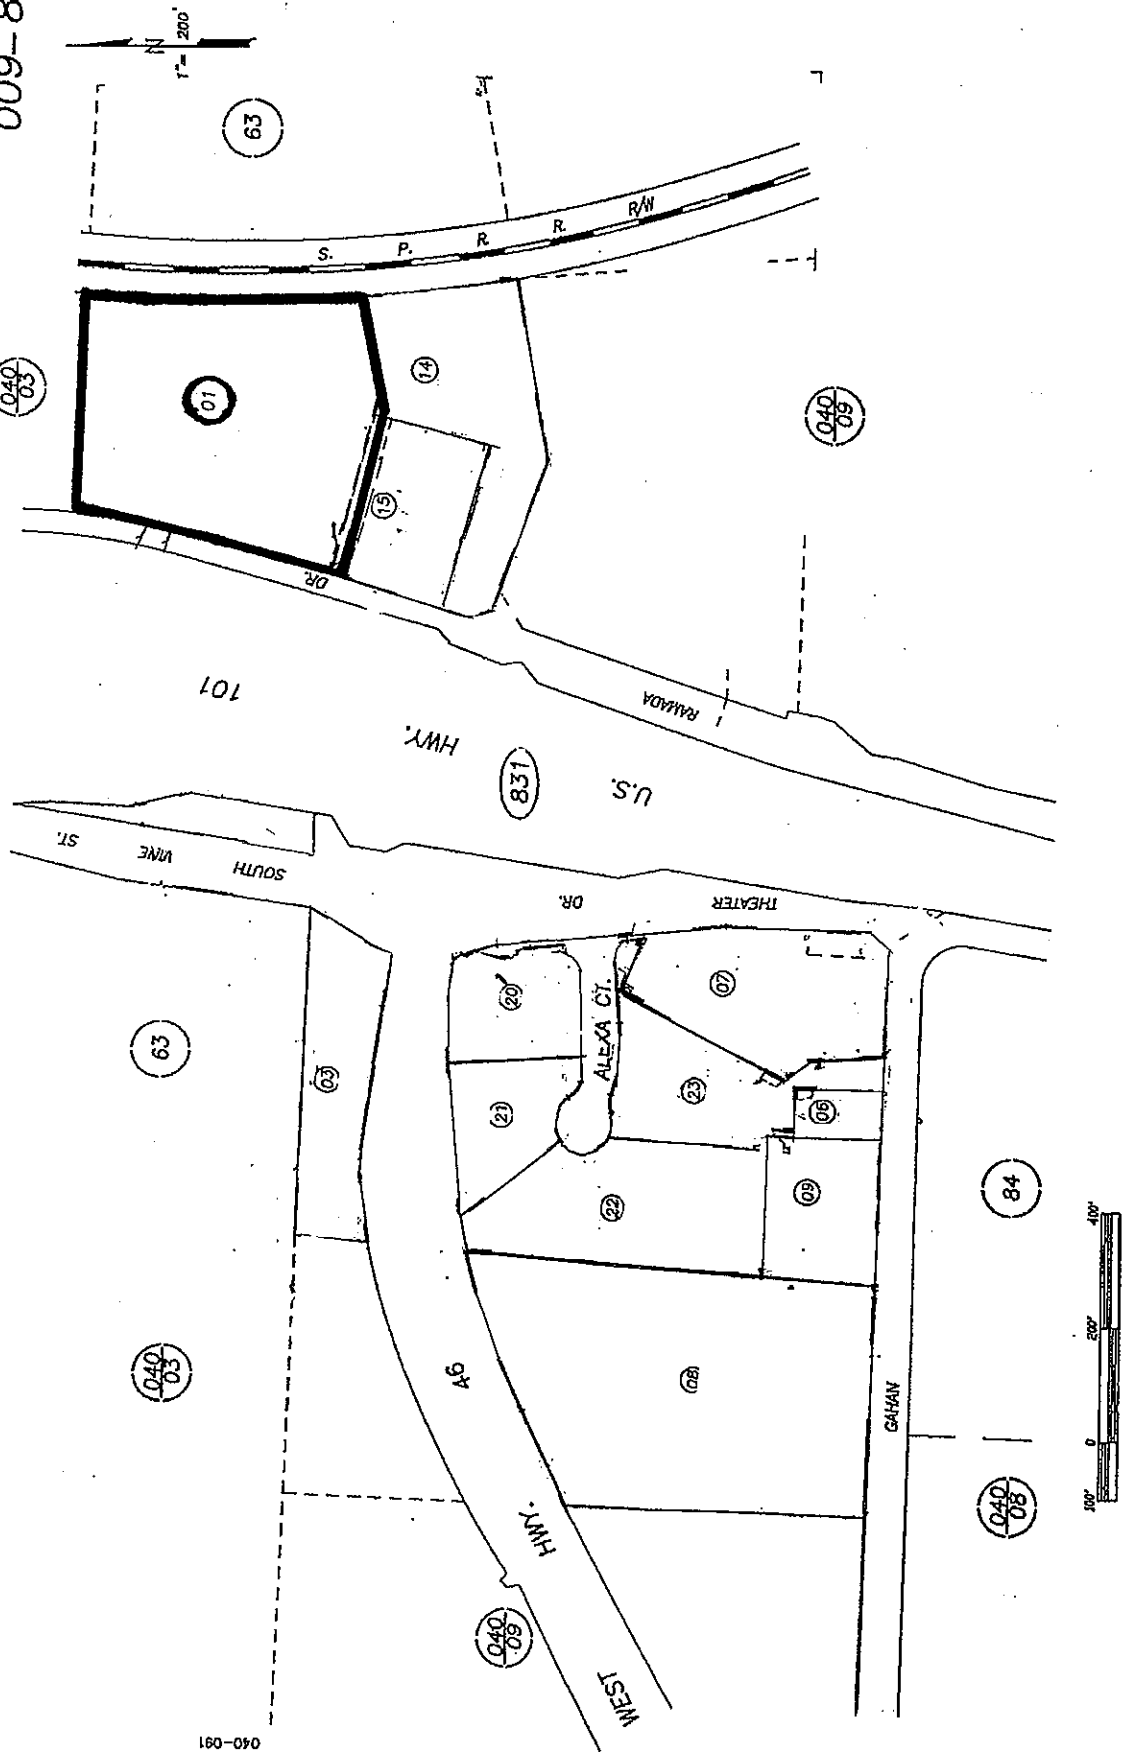 009-8
N
1"= 200'
63
S. P. R. R. R/W
040
03
01
14
15
040
09
DR.
RAMADA
101
HWY.
U.S.
831
ST.
VINE
SOUTH
DR.
THEATER
63
03
20
ALEXA CT.
07
21
23
06
22
09
84
040
03
46
08
GAHAN
HWY.
040
08
040
09
WEST
100' 0 200' 400'
040-091